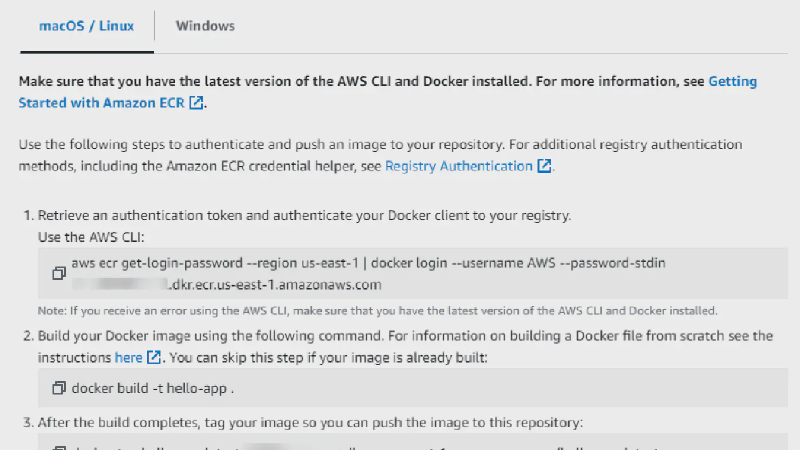 macOS / Linux
Windows
Make sure that you have the latest version of the AWS CLI and Docker installed. For more information, see Getting
Started with Amazon ECR.
Use the following steps to authenticate and push an image to your repository. For additional registry authentication
methods, including the Amazon ECR credential helper, see Registry Authentication.
1. Retrieve an authentication token and authenticate your Docker client to your registry.
Use the AWS CLI:
aws ecr get-login-password --region us-east-1 | docker login --username AWS --password-stdin
.dkr.ecr.us-east-1.amazonaws.com
Note: If you receive an error using the AWS CLI, make sure that you have the latest version of the AWS CLI and Docker installed.
2. Build your Docker image using the following command. For information on building a Docker file from scratch see the
instructions here. You can skip this step if your image is already built:
docker build -t hello-app .
3. After the build completes, tag your image so you can push the image to this repository: